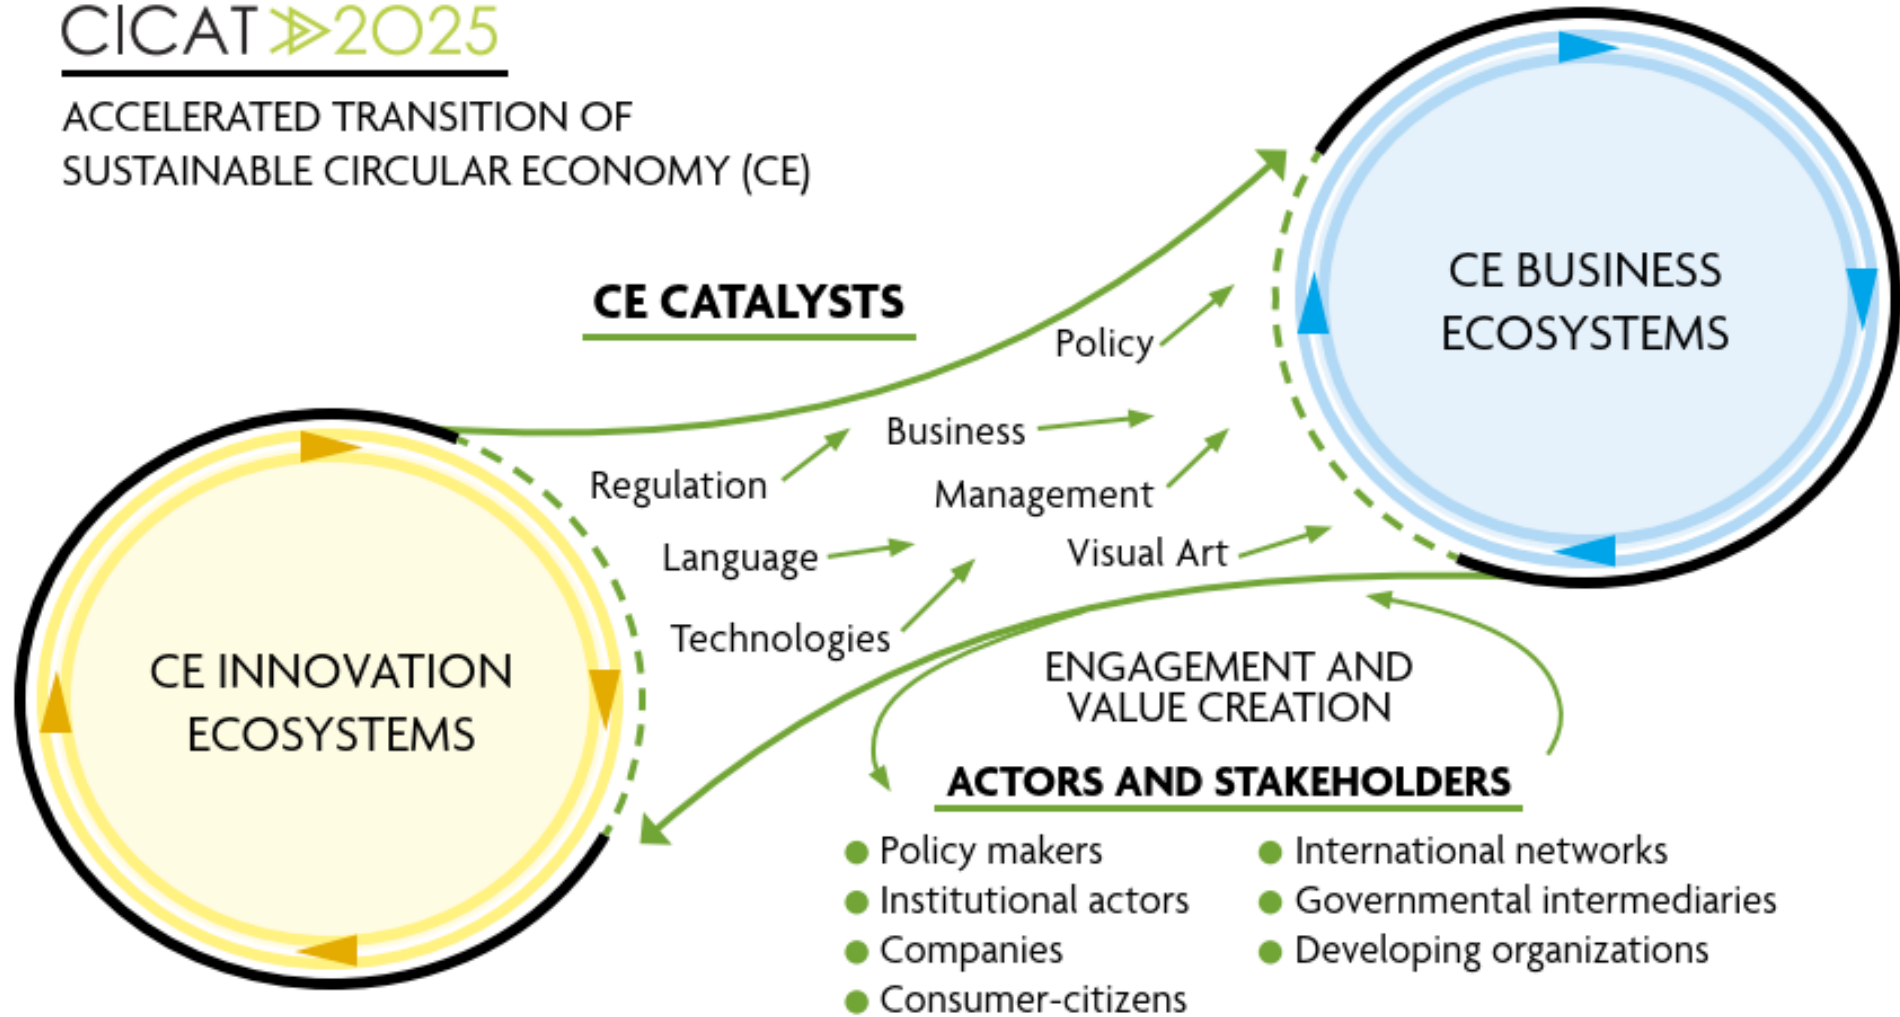 CICAT 2025
ACCELERATED TRANSITION OF
SUSTAINABLE CIRCULAR ECONOMY (CE)
CE CATALYSTS
Policy
Business
Regulation
Management
Language
Visual Art
Technologies
CE BUSINESS
ECOSYSTEMS
CE INNOVATION
ECOSYSTEMS
ENGAGEMENT AND
VALUE CREATION
ACTORS AND STAKEHOLDERS
Policy makers
Institutional actors
Companies
Consumer-citizens
International networks
Governmental intermediaries
Developing organizations